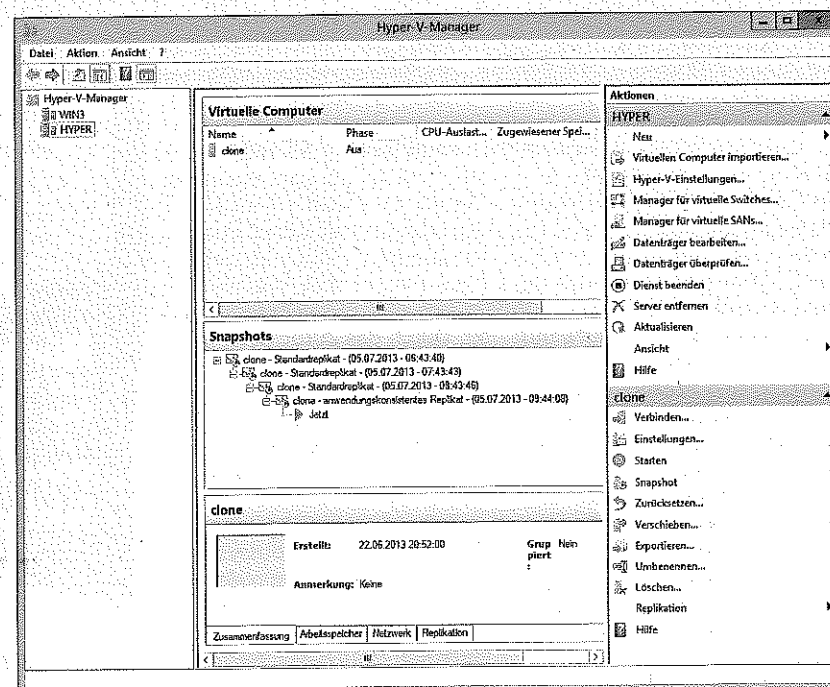 Hyper-V-Manager
Datei Aktion Ansicht ?
Hyper-V-Manager
WIN3
HYPER
Virtuelle Computer
Name Phase CPU-Auslast... Zugewiesener Spei...
clone Aus
Snapshots
clone - Standardreplikat - (05.07.2013 - 06:43:40)
clone - Standardreplikat - (05.07.2013 - 07:43:43)
clone - Standardreplikat - (05.07.2013 - 08:43:46)
clone - anwendungskonsistentes Replikat - (05.07.2013 - 09:44:08)
Jetzt
clone
Erstellt: 22.06.2013 20:52:00
Grup
piert
:
Nein
Anmerkung: Keine
Zusammenfassung Arbeitsspeicher Netzwerk Replikation
Aktionen
HYPER
Neu
Virtuellen Computer importieren...
Hyper-V-Einstellungen...
Manager für virtuelle Switches...
Manager für virtuelle SANs...
Datenträger bearbeiten...
Datenträger überprüfen...
Dienst beenden
Server entfernen
Aktualisieren
Ansicht
Hilfe
clone
Verbinden...
Einstellungen...
Starten
Snapshot
Zurücksetzen...
Verschieben...
Exportieren...
Umbenennen...
Löschen...
Replikation
Hilfe